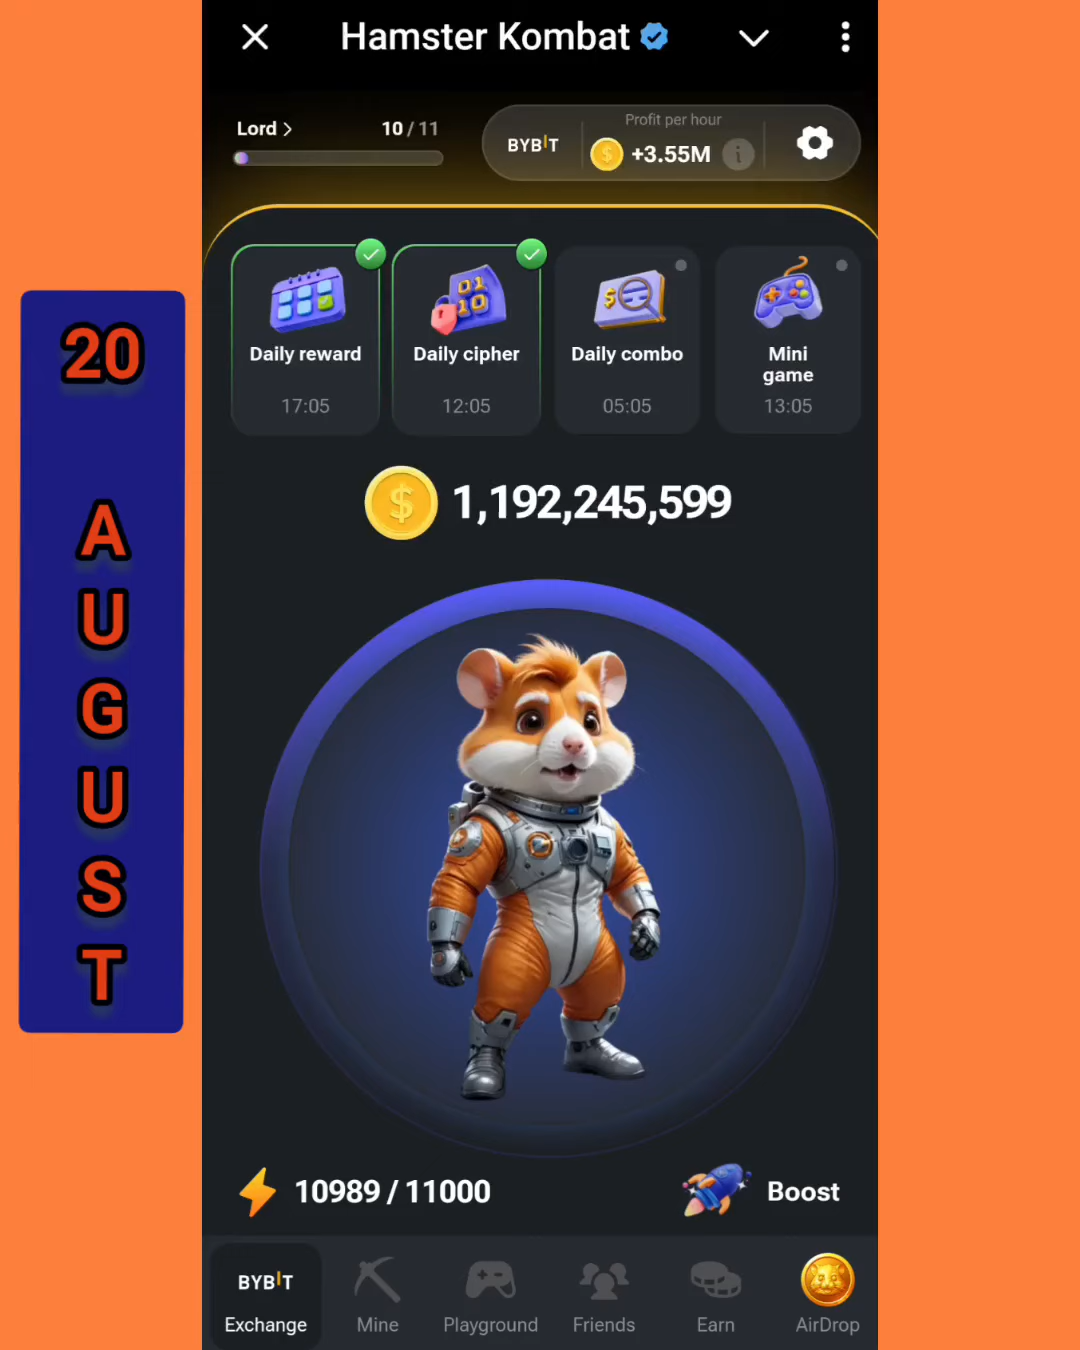 Hamster Kombat
Lord >
10 / 11
BYBIT
Profit per hour
+3.55M
Daily reward
17:05
Daily cipher
12:05
Daily combo
05:05
Mini
game
13:05
1,192,245,599
20
A
U
G
U
S
T
10989 / 11000
Boost
BYBIT
Exchange
Mine
Playground
Friends
Earn
AirDrop